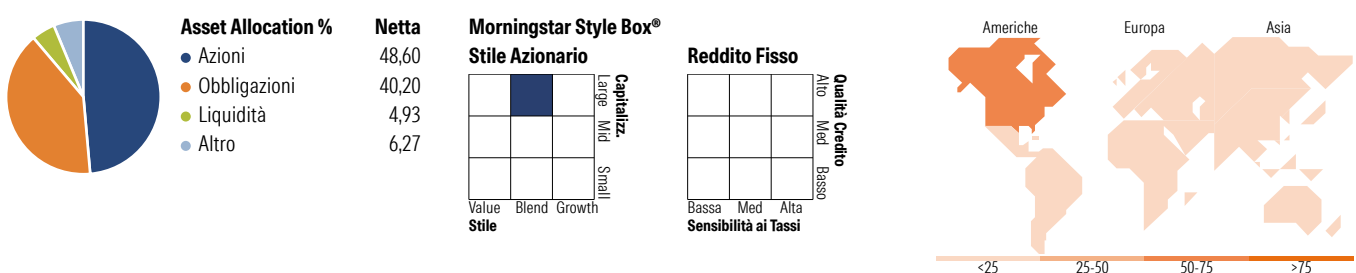 Asset Allocation % Netta
Azioni 48,60
Obbligazioni 40,20
Liquidità 4,93
Altro 6,27
Morningstar Style Box®
Stile Azionario
Large Mid Small
Capitalizz.
Value Blend Growth
Stile
Reddito Fisso
Alto Med Basso
Qualità Credito
Bassa Med Alta
Sensibilità ai Tassi
Americhe Europa Asia
<25 25-50 50-75 >75